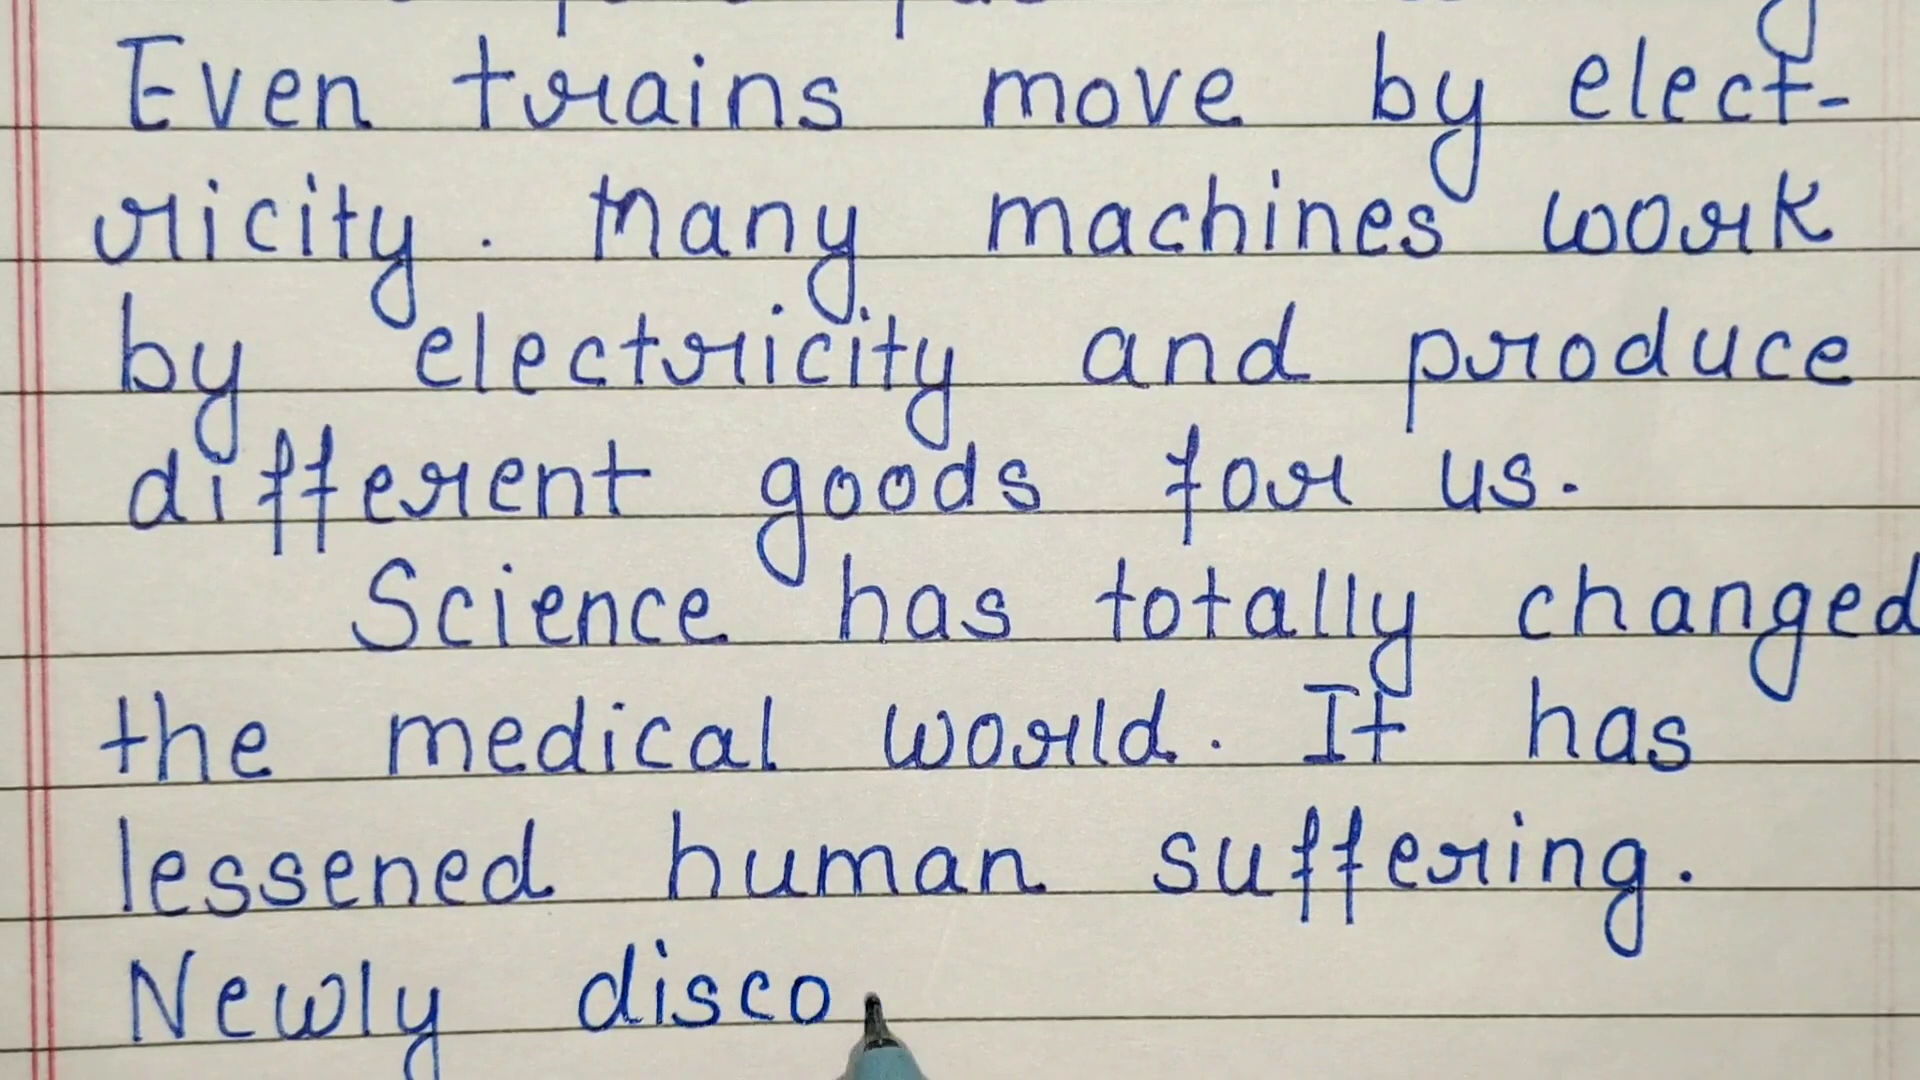 Even trains move by elect-
ricity. Many machines work
by electricity and produce
different goods for us.
Science has totally changed
the medical world. It has
lessened human suffering.
Newly disco